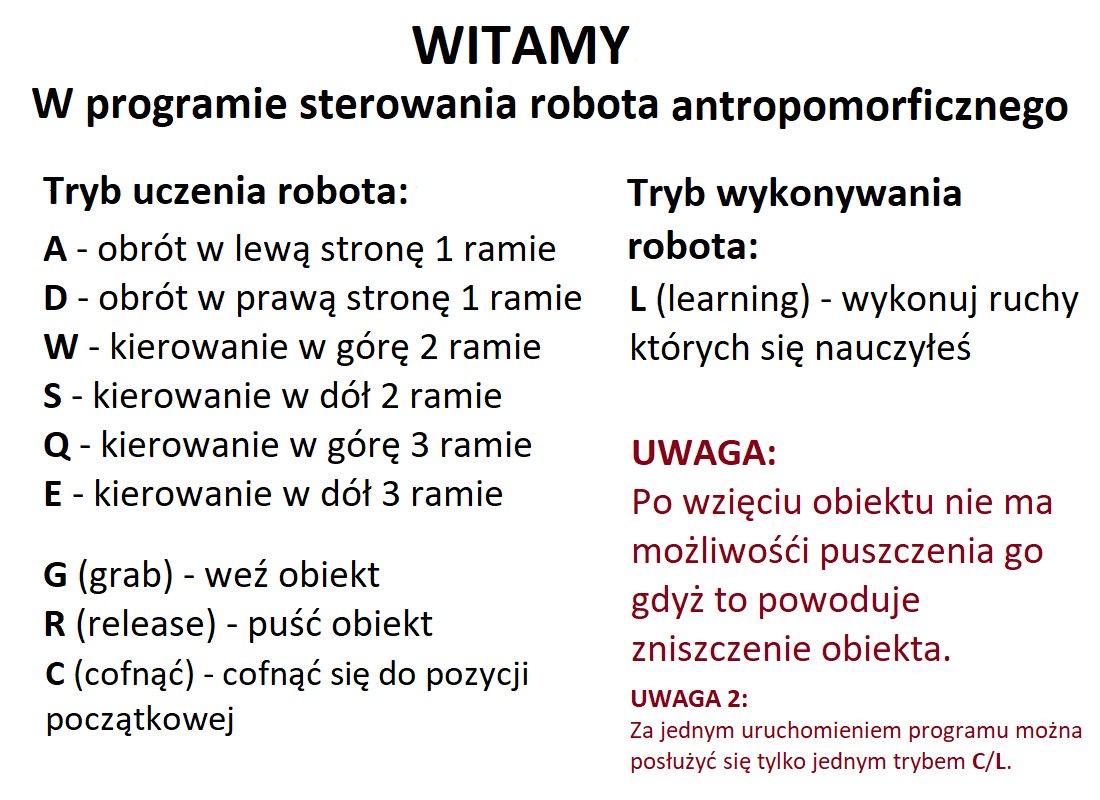 WITAMY
W programie sterowania robota antropomorficznego
Tryb uczenia robota:
A - obrót w lewą stronę 1 ramie
D - obrót w prawą stronę 1 ramie
W - kierowanie w górę 2 ramie
S - kierowanie w dół 2 ramie
Q - kierowanie w górę 3 ramie
E - kierowanie w dół 3 ramie
G (grab) - weź obiekt
R (release) - puść obiekt
C (cofnąć) - cofnąć się do pozycji
początkowej
Tryb wykonywania
robota:
L (learning) - wykonuj ruchy
których się nauczyłeś
UWAGA:
Po wzięciu obiektu nie ma
możliwośći puszczenia go
gdyż to powoduje
zniszczenie obiekta.
UWAGA 2:
Za jednym uruchomieniem programu można
posłużyć się tylko jednym trybem C/L.